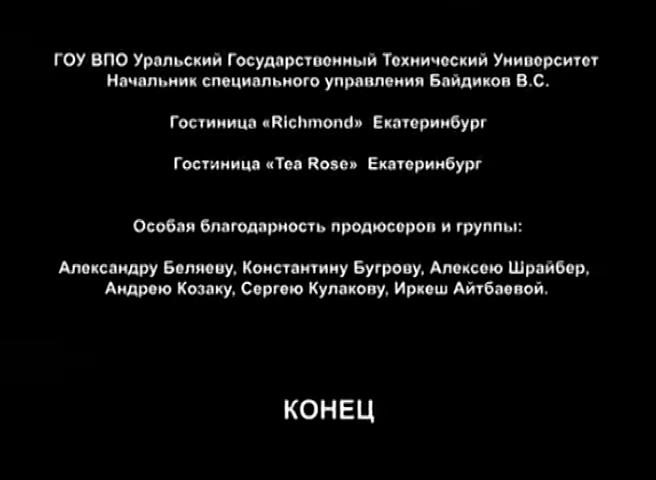 ГОУ ВПО Уральский Государственный Технический Университет
Начальник специального управления Байдиков В.С.
Гостиница «Richmond» Екатеринбург
Гостиница «Tea Rose» Екатеринбург
Особая благодарность продюсеров и группы:
Александру Беляеву, Константину Бугрову, Алексею Шрайбер,
Андрею Козаку, Сергею Кулакову, Иркеш Айтбаевой.
КОНЕЦ